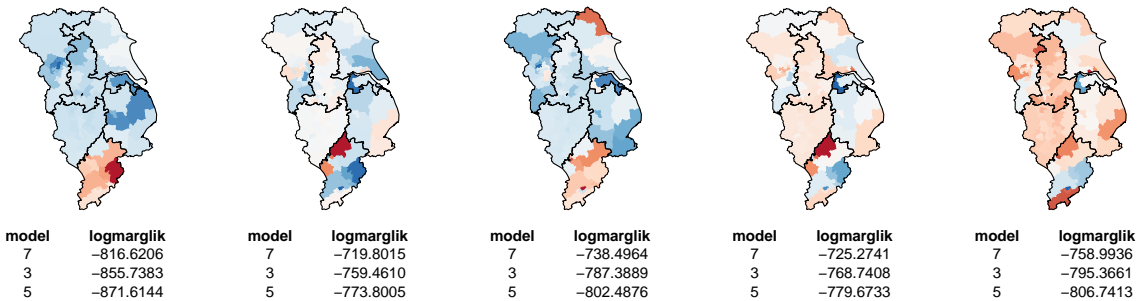 model logmarglik model logmarglik model logmarglik model logmarglik model logmarglik
7 −816.6206 7 −719.8015 7 −738.4964 7 −725.2741 7 −758.9936
3 −855.7383 3 −759.4610 3 −787.3889 3 −768.7408 3 −795.3661
5 −871.6144 5 −773.8005 5 −802.4876 5 −779.6733 5 −806.7413